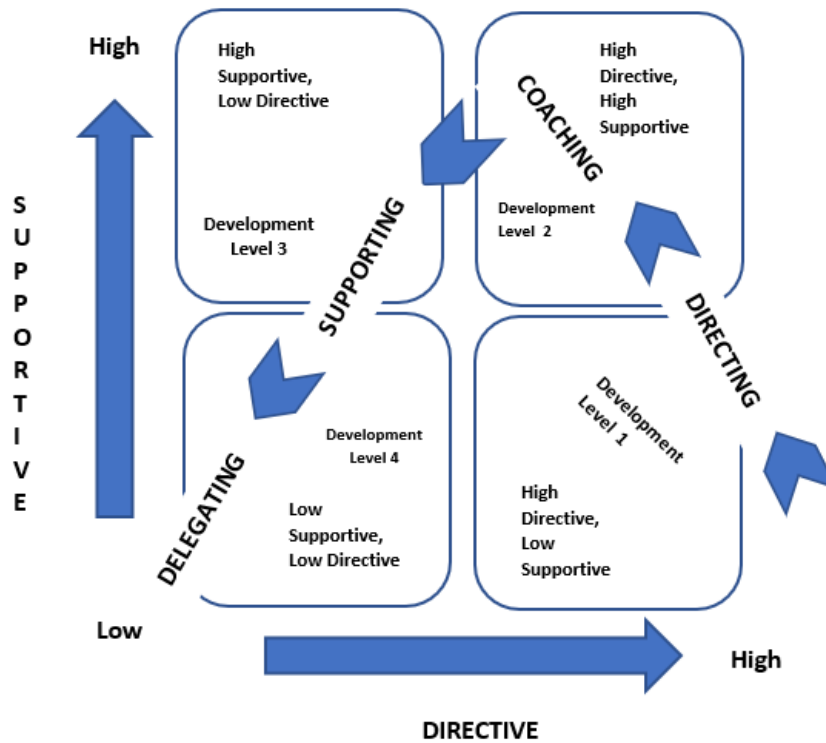 High
High
Supportive,
Low Directive
High
Directive,
High
Supportive
COACHING
SUPPORTIVE
Development
Level 3
Development
Level 2
SUPPORTING
DIRECTING
Development
Level 1
Development
Level 4
DELEGATING
Low
Supportive,
Low Directive
High
Directive,
Low
Supportive
Low
High
DIRECTIVE